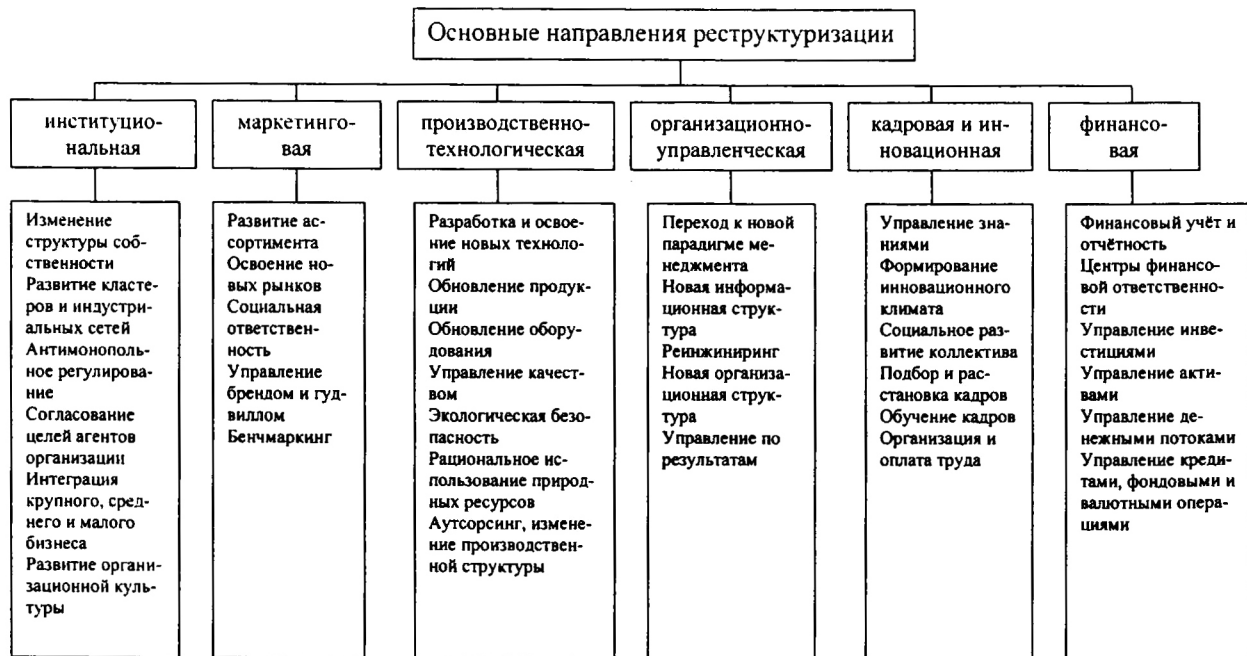 Основные направления реструктуризации
институцио-
нальная
маркетинго-
вая
производственно-
технологическая
организационно-
управленческая
кадровая и ин-
новационная
финансо-
вая
Изменение
структуры соб-
ственности
Развитие класте-
ров и индустри-
альных сетей
Антимонополь-
ное регулирова-
ние
Согласование
целей агентов
организации
Интеграция
крупного, сред-
него и малого
бизнеса
Развитие органи-
зационной куль-
туры
Развитие ас-
сортимента
Освоение но-
вых рынков
Социальная
ответствен-
ность
Управление
брендом и гуд-
виллом
Бенчмаркинг
Разработка и освое-
ение новых техноло-
гий
Обновление продук-
ции
Обновление обору-
дования
Управление качест-
вом
Экологическая безо-
пасность
Рациональное ис-
пользование природ-
ных ресурсов
Аутсорсинг, измене-
ние производствен-
ной структуры
Переход к новой
парадигме ме-
неджмента
Новая информа-
ционная струк-
тура
Реинжиниринг
Новая организа-
ционная струк-
тура
Управление по
результатам
Управление зна-
ниями
Формирование
инновационного
климата
Социальное раз-
витие коллектива
Подбор и рас-
становка кадров
Обучение кадров
Организация и
оплата труда
Финансовый учёт и
отчётность
Центры финансо-
вой ответственно-
сти
Управление инве-
стициями
Управление акти-
вами
Управление де-
нежными потоками
Управление креди-
тами, фондовыми и
валютными опера-
циями